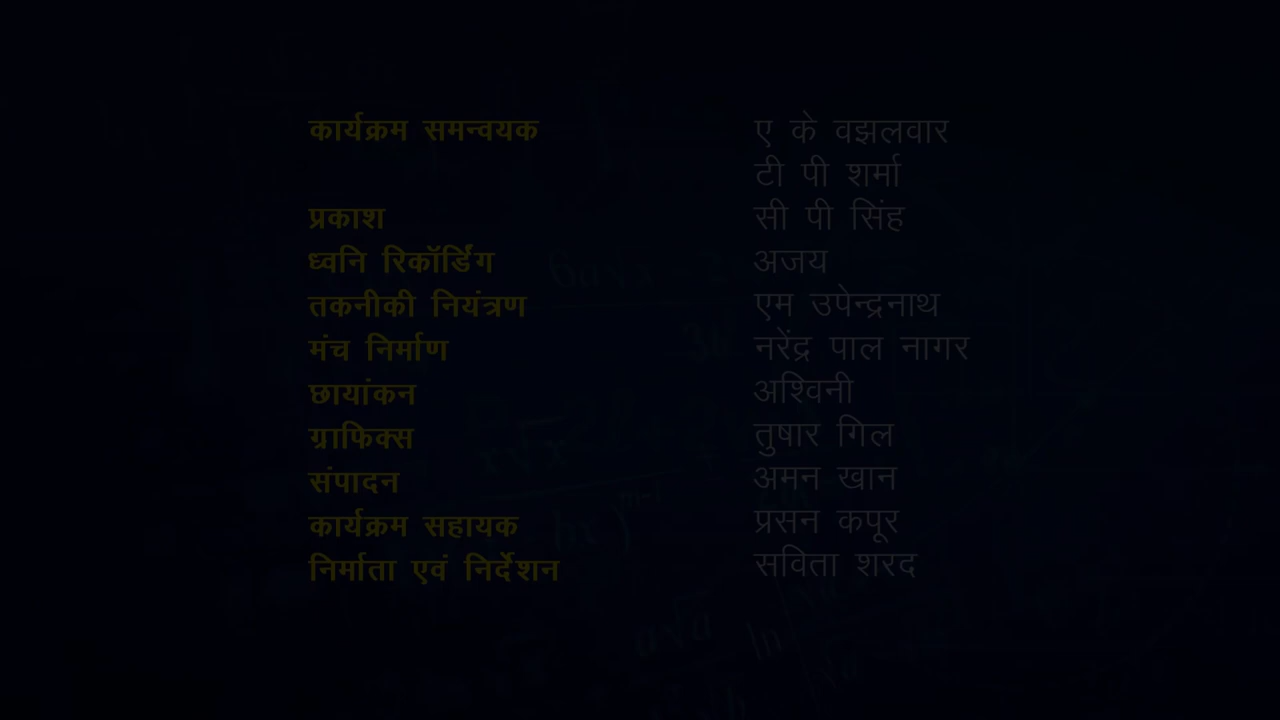 कार्यक्रम समन्वयक ए के वझलवार
टी पी शर्मा
प्रकाश सी पी सिंह
ध्वनि रिकॉर्डिंग अजय
तकनीकी नियंत्रण एम उपेन्द्रनाथ
मंच निर्माण नरेंद्र पाल नागर
छायांकन अश्विनी
ग्राफिक्स तुषार गिल
संपादन अमन खान
कार्यक्रम सहायक प्रसन कपूर
निर्माता एवं निर्देशन सविता शरद